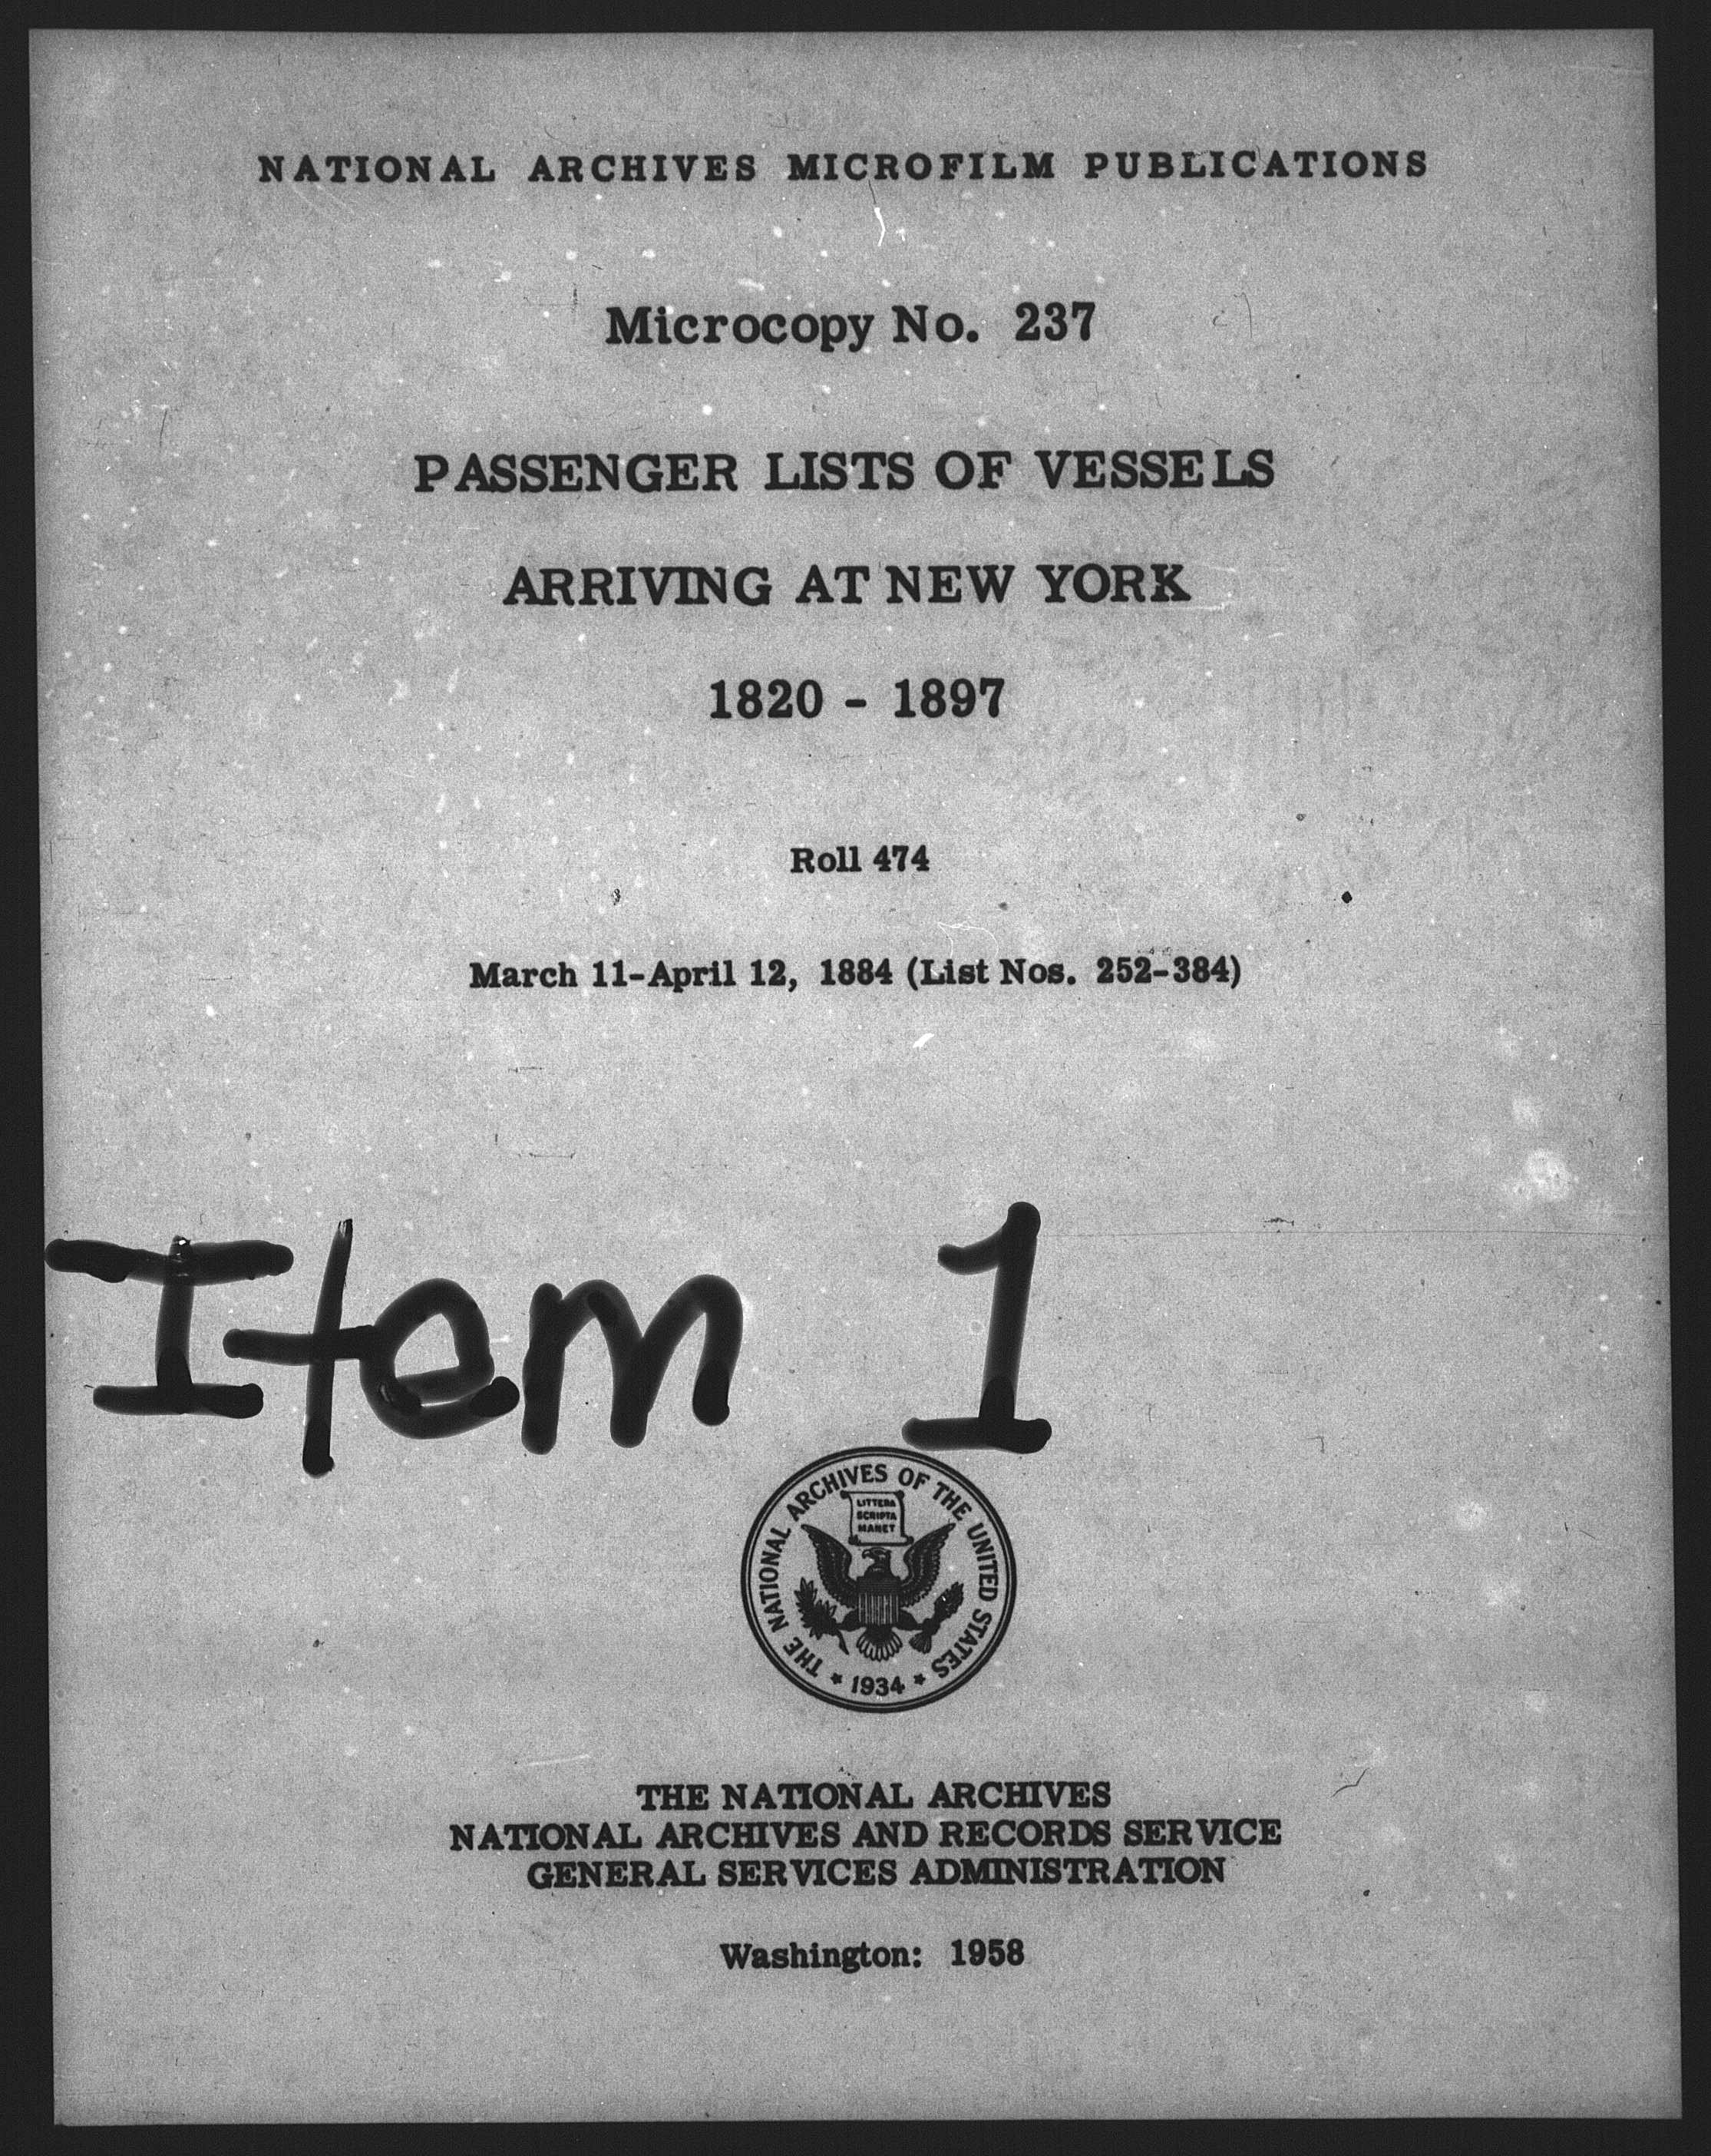 NATIONAL ARCHIVES MICROFILM PUBLICATIONS
Microcopy No. 237
PASSENGER LISTS OF VESSELS
ARRIVING AT NEW YORK
1820 - 1897
Roll 474
March 11-April 12, 1884 (List Nos. 252-384)
Item 1
THE NATIONAL ARCHIVES OF THE UNITED STATES
LITTERA
SCRIPTA
MANET
★ 1934 ★
THE NATIONAL ARCHIVES
NATIONAL ARCHIVES AND RECORDS SERVICE
GENERAL SERVICES ADMINISTRATION
Washington: 1958